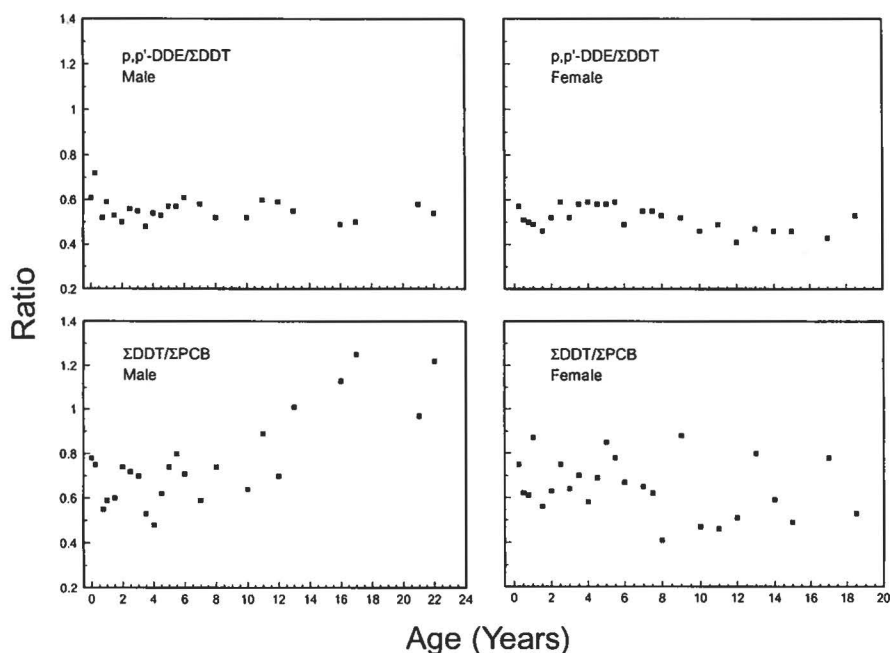 1.4
1.2
1
0.8
0.6
0.4
0.2
p,p'-DDE/ΣDDT
Male
p,p'-DDE/ΣDDT
Female
Ratio
1.4
1.2
1
0.8
0.6
0.4
0.2
ΣDDT/ΣPCB
Male
ΣDDT/ΣPCB
Female
0 2 4 6 8 10 12 14 16 18 20 22 24
0 2 4 6 8 10 12 14 16 18 20
Age (Years)